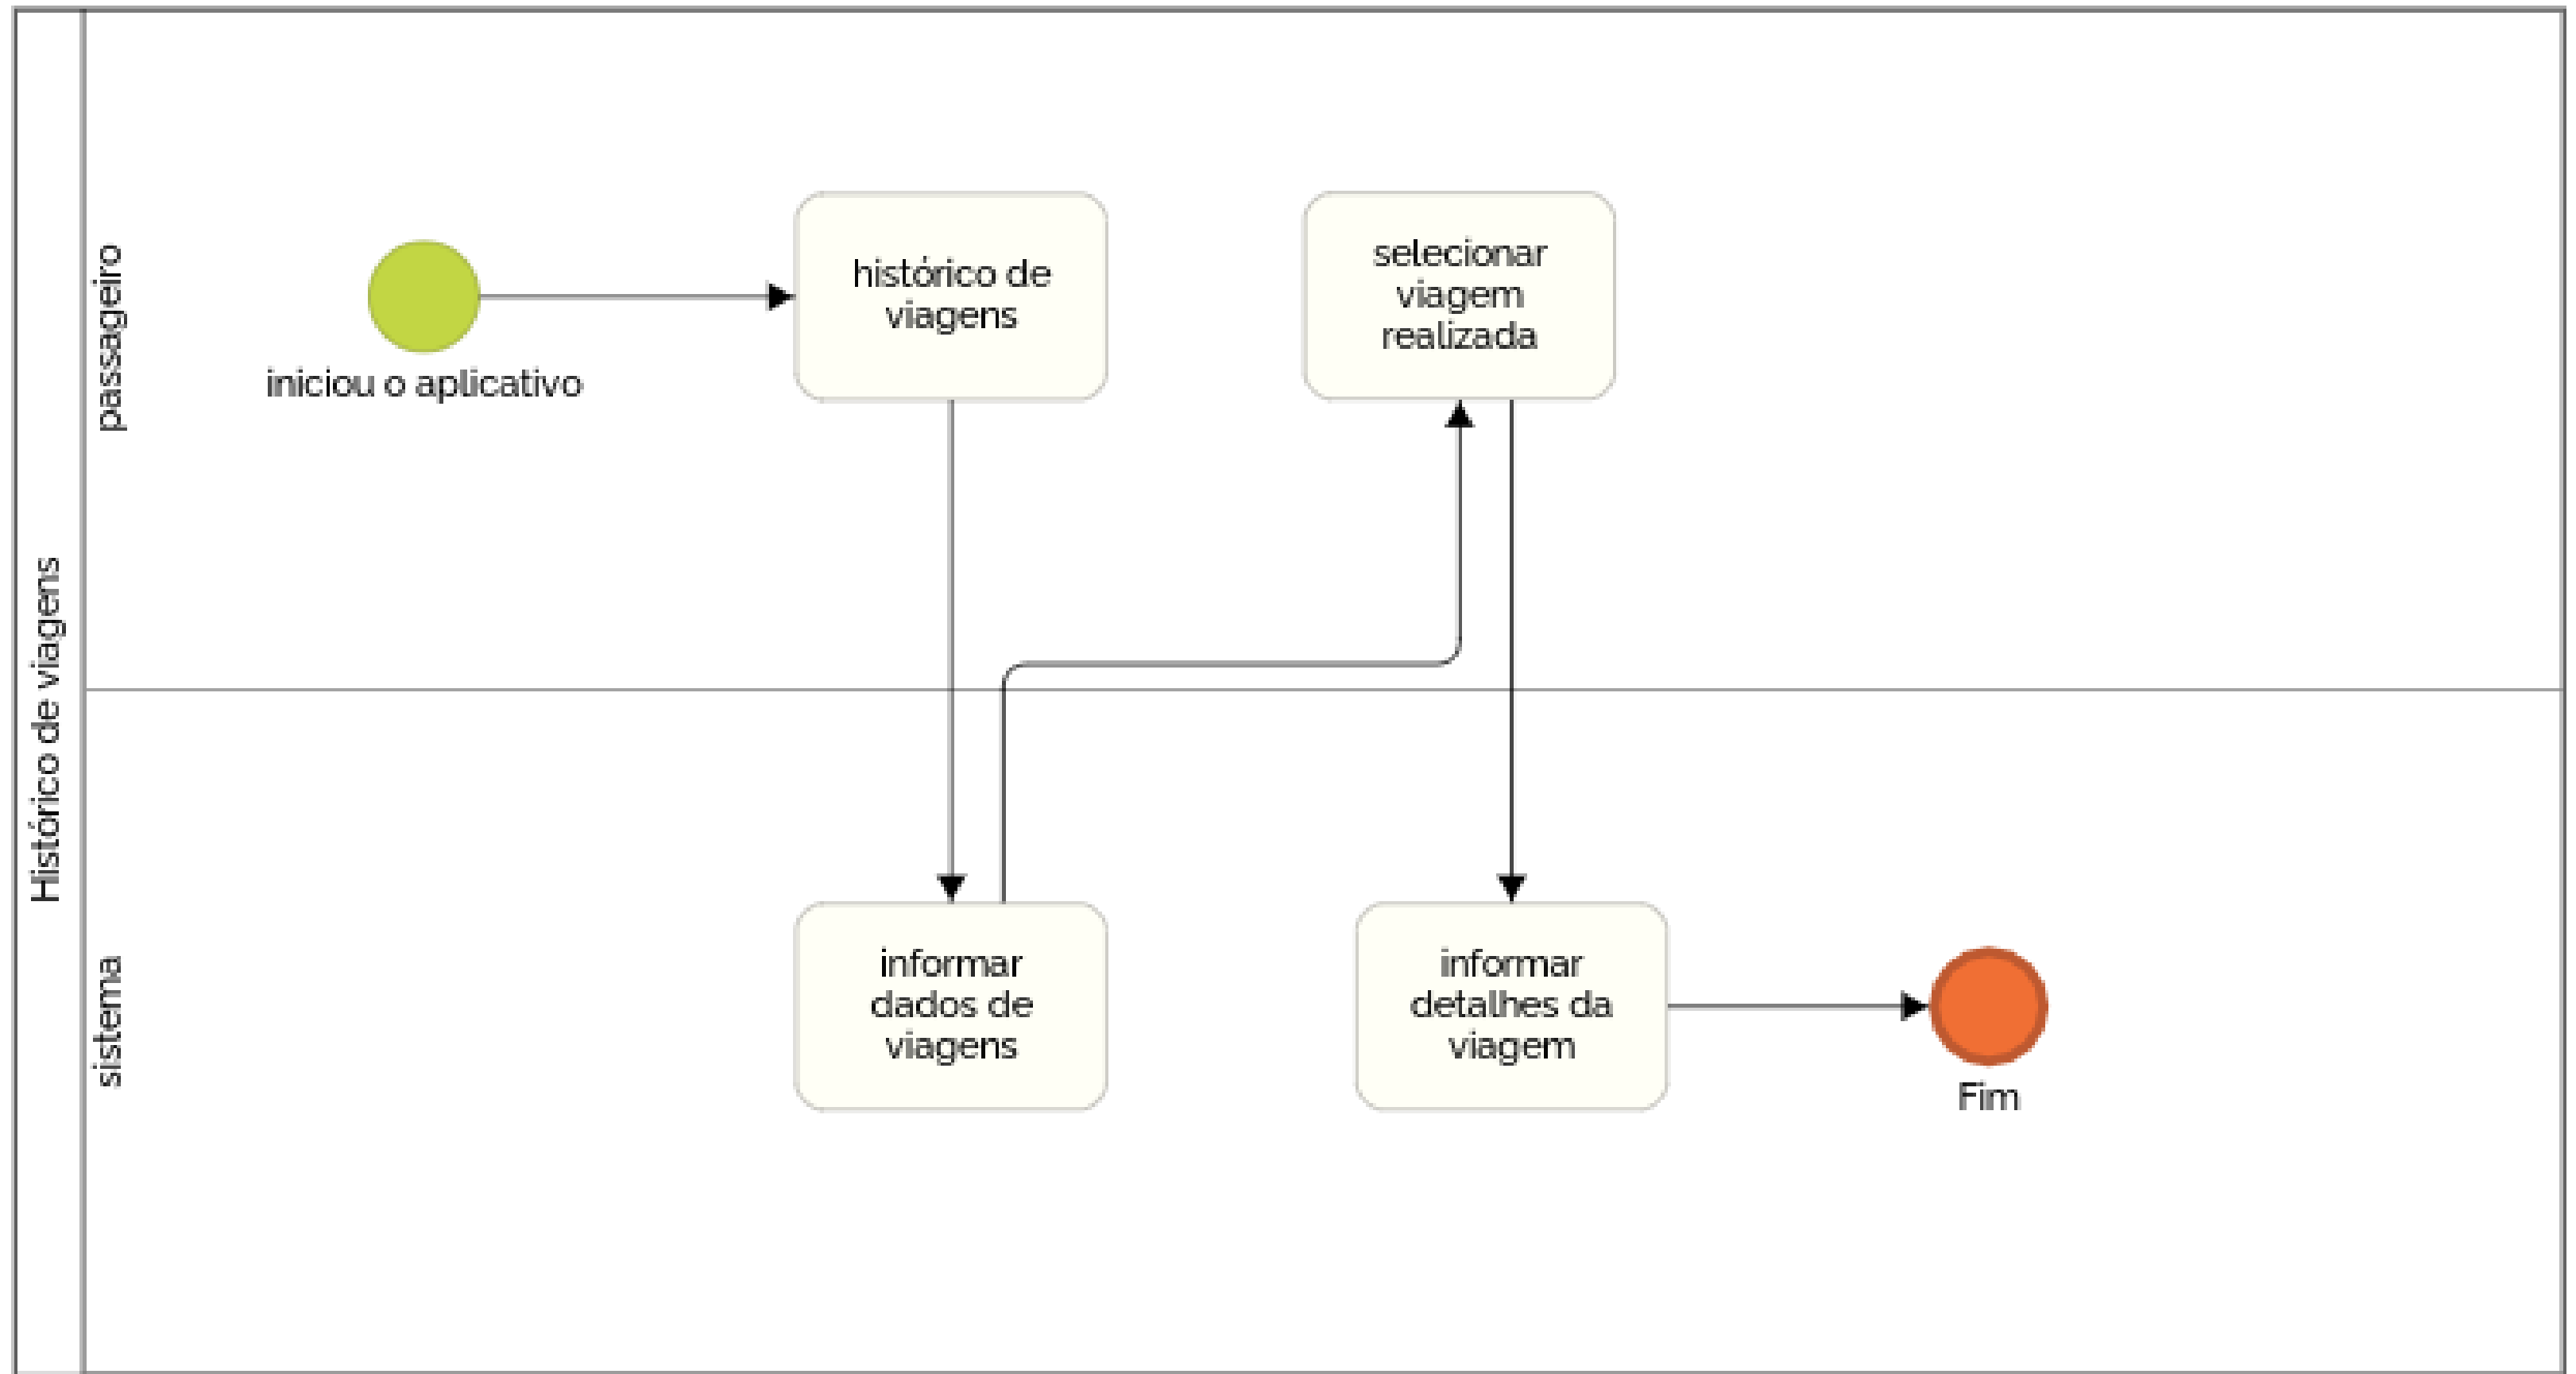 Histórico de viagens
passageiro
iniciou o aplicativo
histórico de
viagens
selecionar
viagem
realizada
sistema
informar
dados de
viagens
informar
detalhes da
viagem
Fim